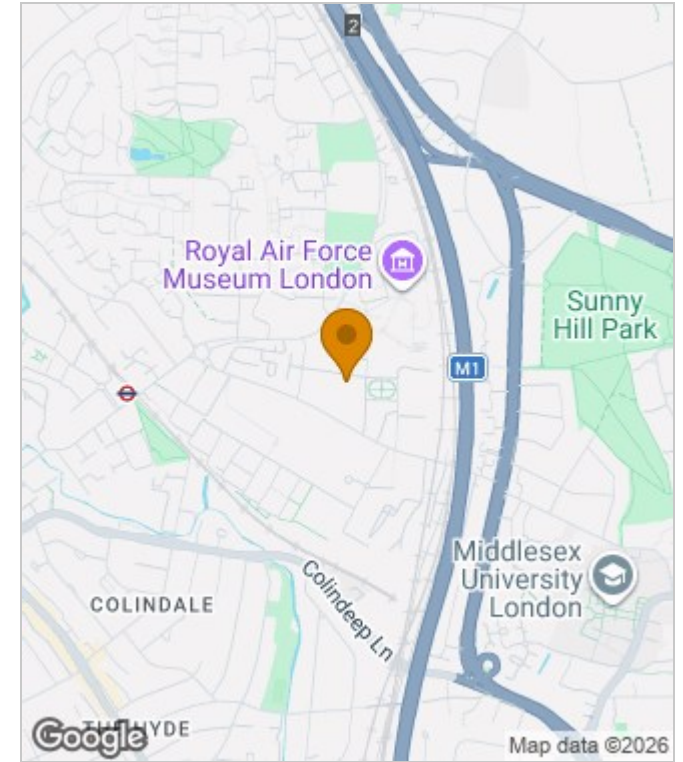 2
Royal Air Force
Museum London
Sunny
Hill Park
M1
Middlesex
University
London
COLINDALE
Colindeep Ln
HYDE
Google
Map data ©2026